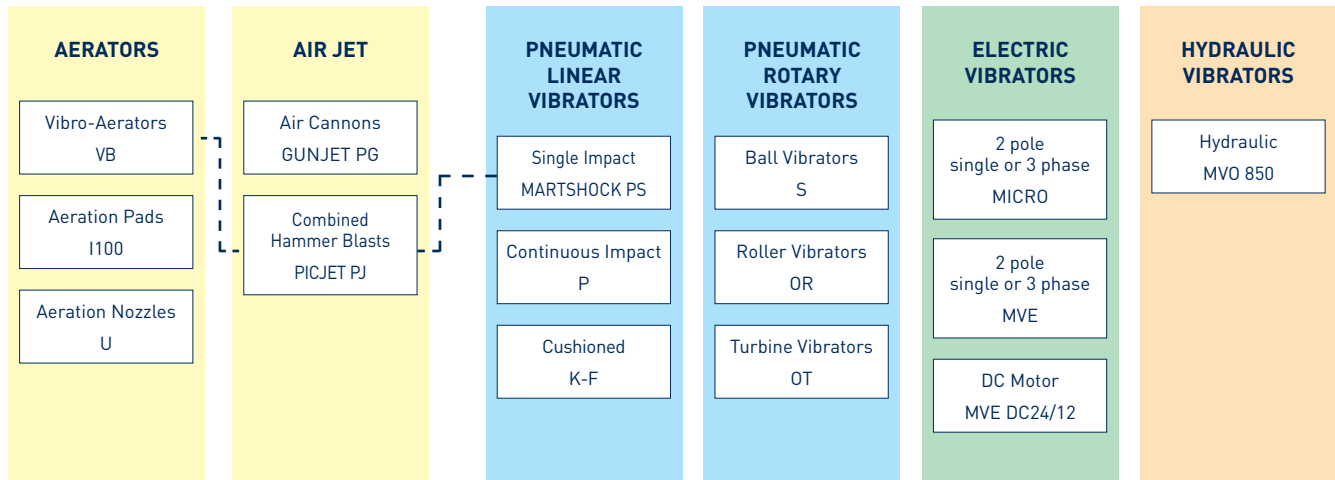 AERATORS
Vibro-Aerators
VB
Aeration Pads
I100
Aeration Nozzles
U
AIR JET
Air Cannons
GUNJET PG
Combined
Hammer Blasts
PICJET PJ
PNEUMATIC
LINEAR
VIBRATORS
Single Impact
MARTSHOCK PS
Continuous Impact
P
Cushioned
K-F
PNEUMATIC
ROTARY
VIBRATORS
Ball Vibrators
S
Roller Vibrators
OR
Turbine Vibrators
OT
ELECTRIC
VIBRATORS
2 pole
single or 3 phase
MICRO
2 pole
single or 3 phase
MVE
DC Motor
MVE DC24/12
HYDRAULIC
VIBRATORS
Hydraulic
MVO 850